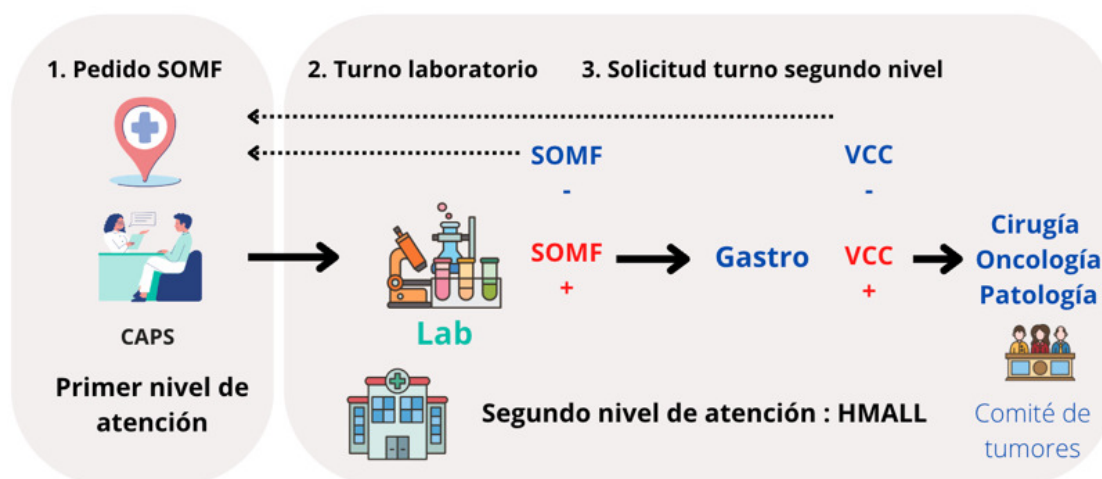 1. Pedido SOMF
2. Turno laboratorio
3. Solicitud turno segundo nivel
SOMF
-
VCC
-
SOMF
+
Gastro
VCC
+
Cirugía
Oncología
Patología
Lab
CAPS
Primer nivel de
atención
Segundo nivel de atención : HMALL
Comité de
tumores